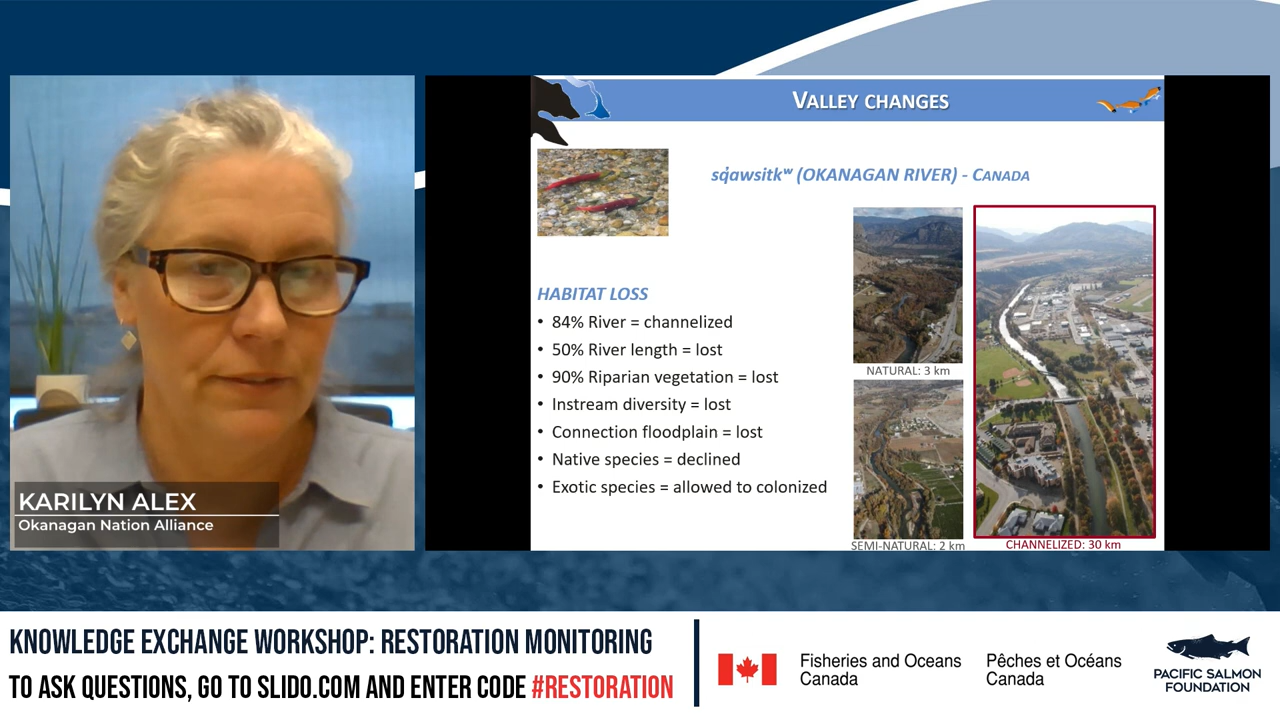 VALLEY CHANGES
sq̓awsitkʷ (OKANAGAN RIVER) - CANADA
HABITAT LOSS
• 84% River = channelized
• 50% River length = lost
• 90% Riparian vegetation = lost
• Instream diversity = lost
• Connection floodplain = lost
• Native species = declined
• Exotic species = allowed to colonized
NATURAL: 3 km
SEMI-NATURAL: 2 km
CHANNELIZED: 30 km
KARILYN ALEX
Okanagan Nation Alliance
KNOWLEDGE EXCHANGE WORKSHOP: RESTORATION MONITORING
TO ASK QUESTIONS, GO TO SLIDO.COM AND ENTER CODE #RESTORATION
Fisheries and Oceans
Canada
Pêches et Océans
Canada
PACIFIC SALMON
FOUNDATION